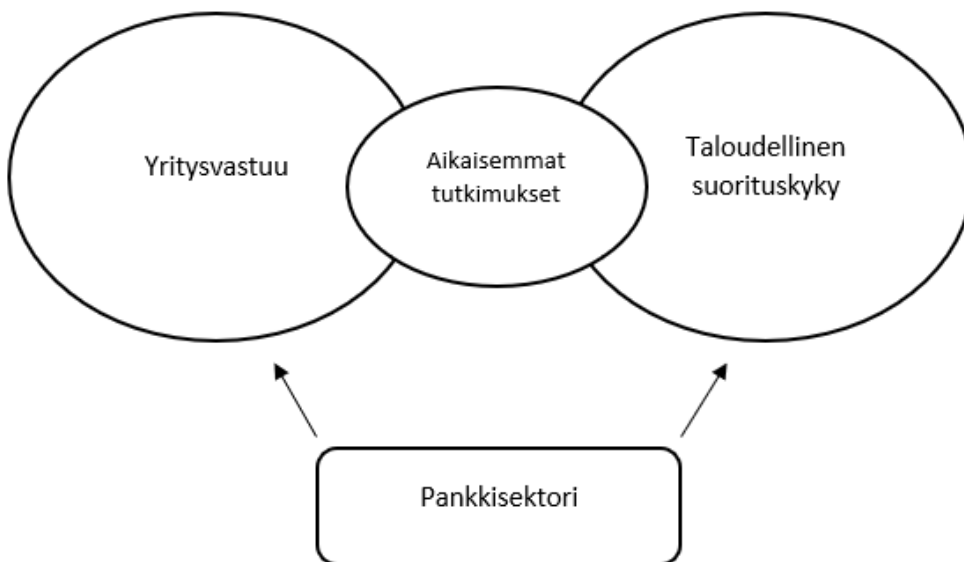 Yritysvastuu
Aikaisemmat
tutkimukset
Taloudellinen
suorituskyky
Pankkisektori